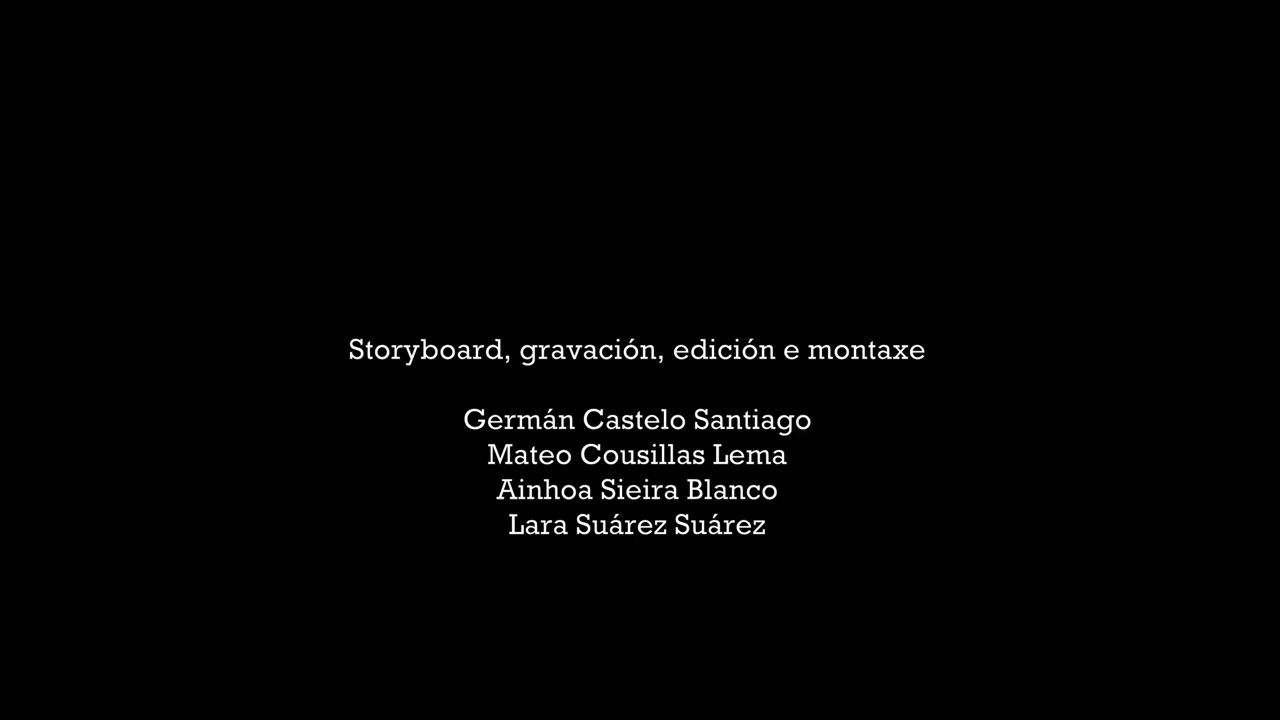 Storyboard, gravación, edición e montaxe
Germán Castelo Santiago
Mateo Cousillas Lema
Ainhoa Sieira Blanco
Lara Suárez Suárez